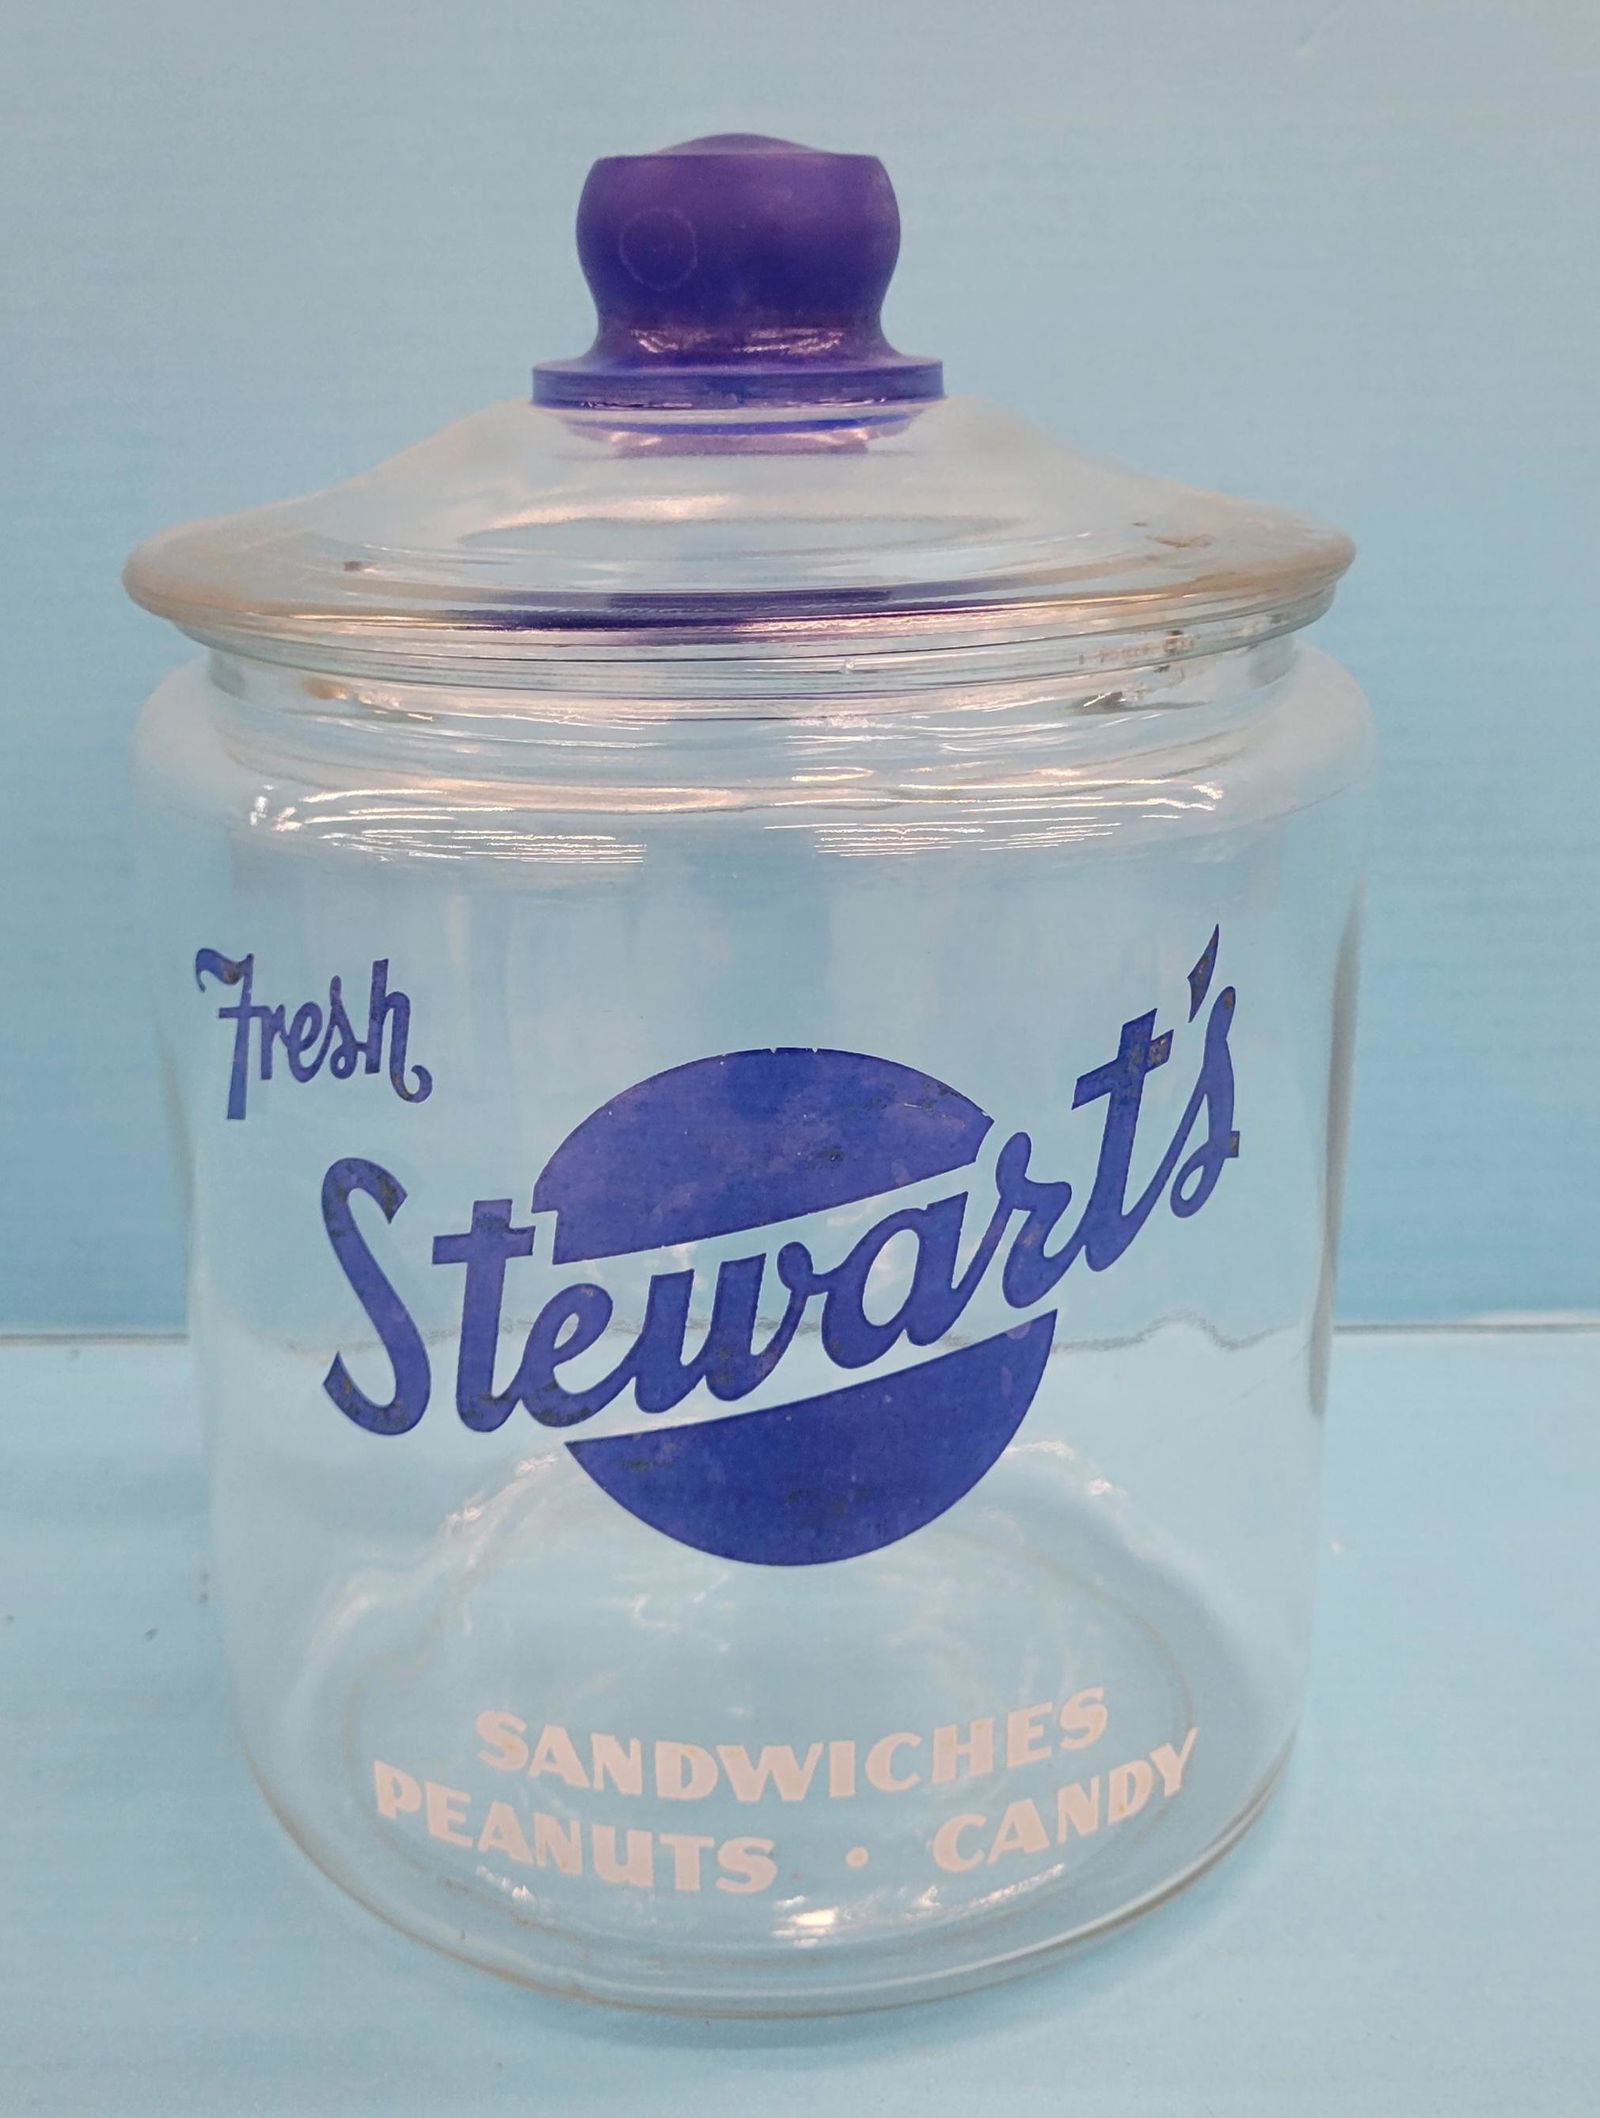 Fresh
Stewart's
SANDWICHES
PEANUTS · CANDY